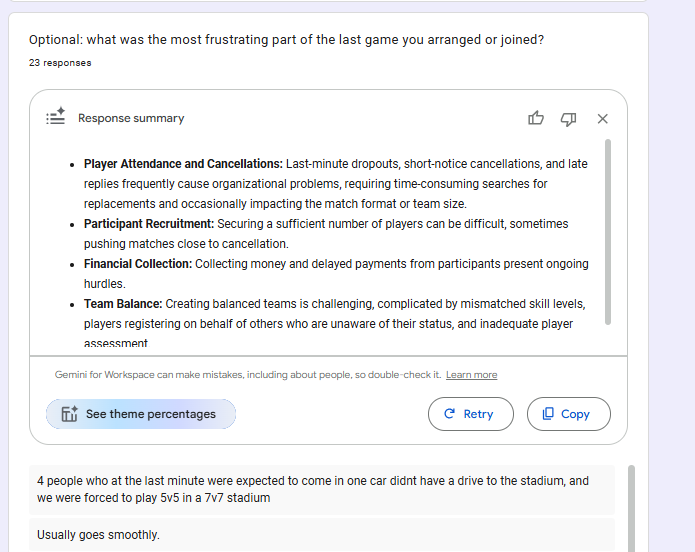 Optional: what was the most frustrating part of the last game you arranged or joined?
23 responses
Response summary
• Player Attendance and Cancellations: Last-minute dropouts, short-notice cancellations, and late
replies frequently cause organizational problems, requiring time-consuming searches for
replacements and occasionally impacting the match format or team size.
• Participant Recruitment: Securing a sufficient number of players can be difficult, sometimes
pushing matches close to cancellation.
• Financial Collection: Collecting money and delayed payments from participants present ongoing
hurdles.
• Team Balance: Creating balanced teams is challenging, complicated by mismatched skill levels,
players registering on behalf of others who are unaware of their status, and inadequate player
assessment
Gemini for Workspace can make mistakes, including about people, so double-check it. Learn more
See theme percentages
Retry
Copy
4 people who at the last minute were expected to come in one car didnt have a drive to the stadium, and
we were forced to play 5v5 in a 7v7 stadium
Usually goes smoothly.